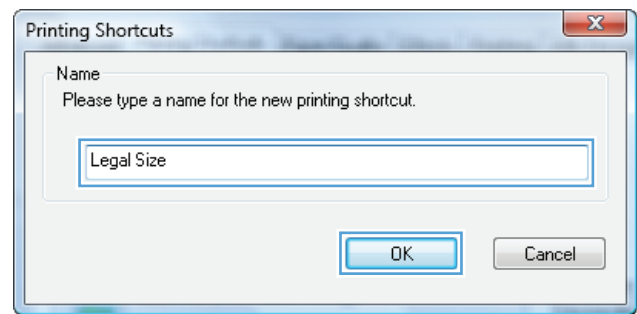 Printing Shortcuts
Name
Please type a name for the new printing shortcut.
Legal Size
OK
Cancel